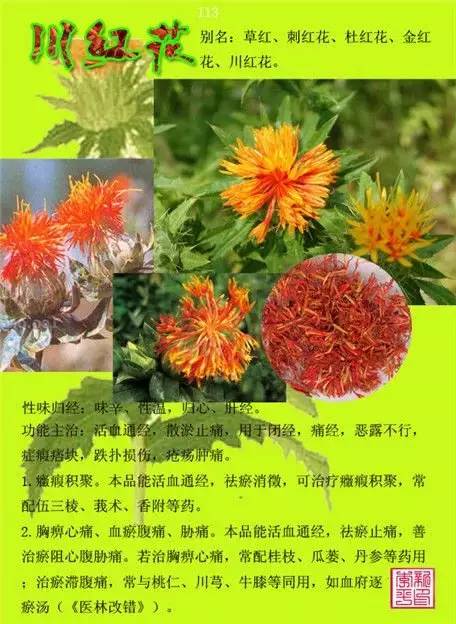 113
川红花
别名：草红、刺红花、杜红花、金红
花、川红花。
性味归经：味辛、性温，归心、肝经。
功能主治：活血通经，散淤止痛，用于闭经，痛经，恶露不行，
症瘕痞块，跌扑损伤，疮疡肿痛。
1.癥瘕积聚。本品能活血通经，祛瘀消徵，可治疗癥瘕积聚，常
配伍三棱、莪术、香附等药。
2.胸痹心痛、血瘀腹痛、胁痛。本品能活血通经，祛瘀止痛，善
治瘀阻心腹胁痛。若治胸痹心痛，常配桂枝、瓜蒌、丹参等药用
；治瘀滞腹痛，常与桃仁、川芎、牛膝等同用，如血府逐
瘀汤（《医林改错》）。